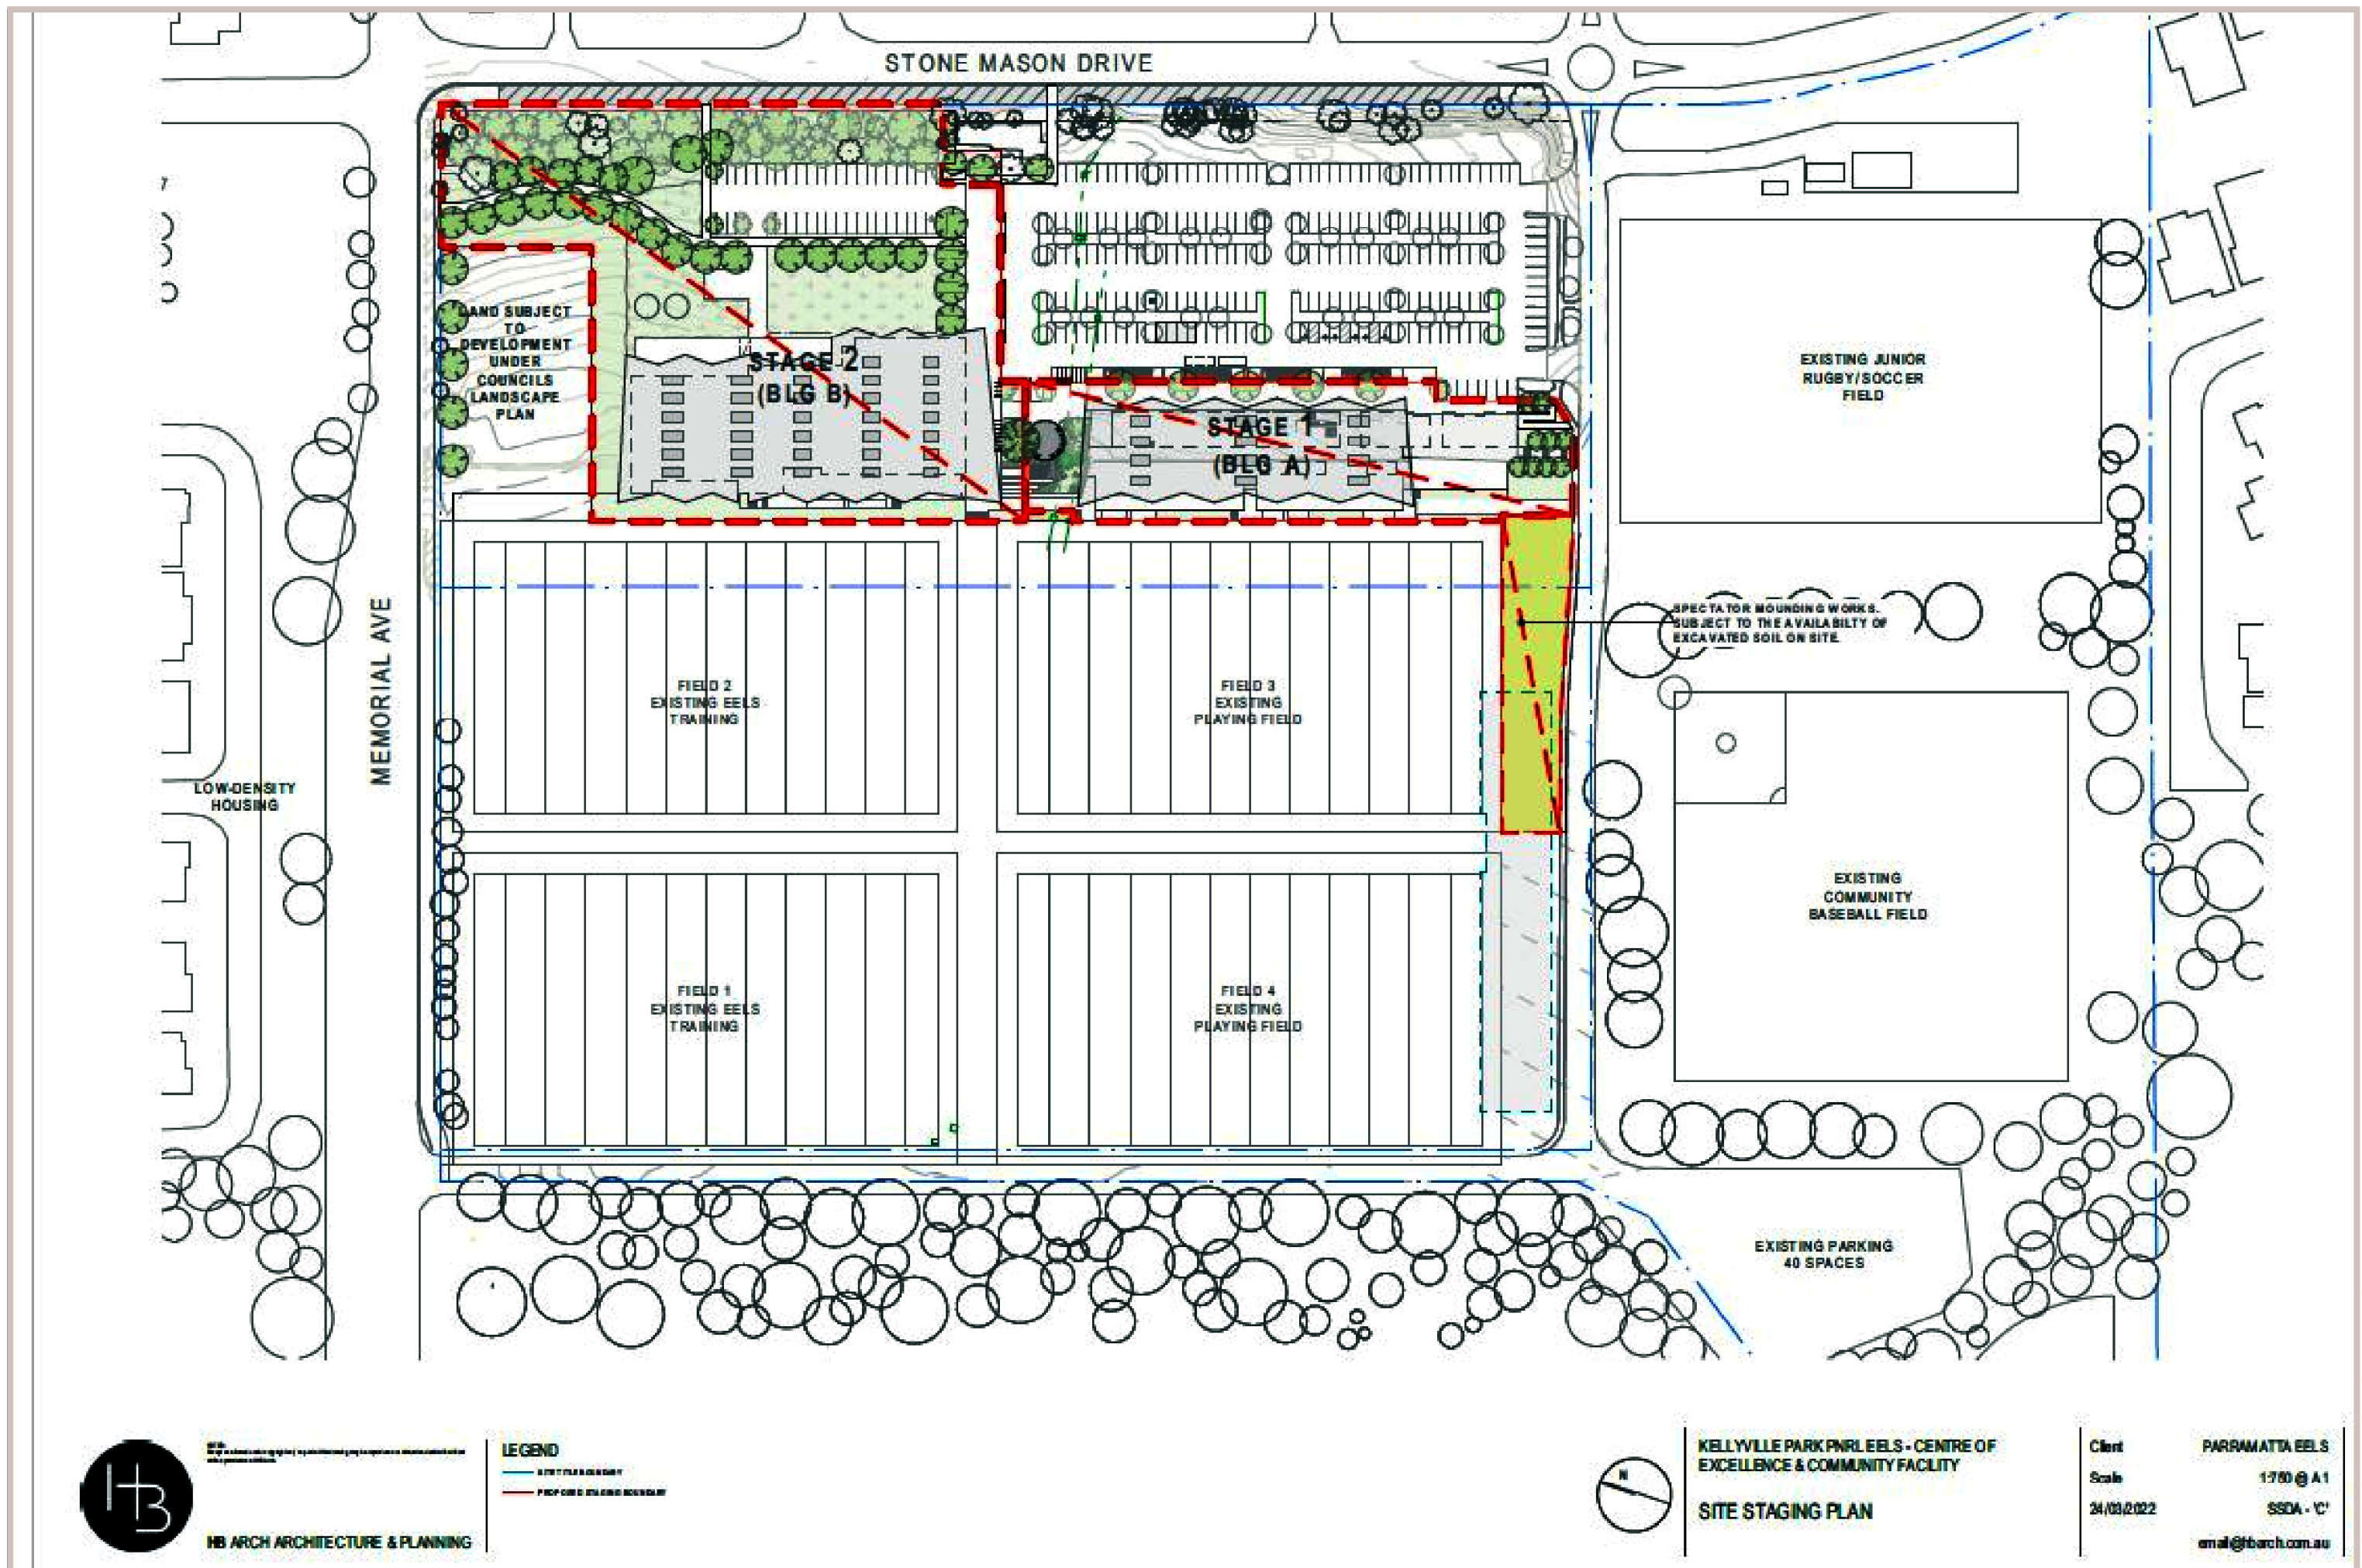 STONE MASON DRIVE
LAND SUBJECT
TO
DEVELOPMENT
UNDER
COUNCILS
LANDSCAPE
PLAN
STAGE 2
(BLG B)
STAGE 1
(BLG A)
EXISTING JUNIOR
RUGBY/SOCCER
FIELD
SPECTATOR MOUNDING WORKS.
SUBJECT TO THE AVAILABILTY OF
EXCAVATED SOIL ON SITE.
MEMORIAL AVE
FIELD 2
EXISTING EELS
TRAINING
FIELD 3
EXISTING
PLAYING FIELD
LOW-DENSITY
HOUSING
EXISTING
COMMUNITY
BASEBALL FIELD
FIELD 1
EXISTING EELS
TRAINING
FIELD 4
EXISTING
PLAYING FIELD
EXISTING PARKING
40 SPACES
HB
HB ARCH ARCHITECTURE & PLANNING
LEGEND
PROPOSED STAGING BOUNDARY
N
KELLYVILLE PARK PNRL EELS - CENTRE OF
EXCELLENCE & COMMUNITY FACILITY
SITE STAGING PLAN
Client PARRAMATTA EELS
Scale 1:750 @ A1
24/03/2022 SSDA - 'C'
email@hbarch.com.au